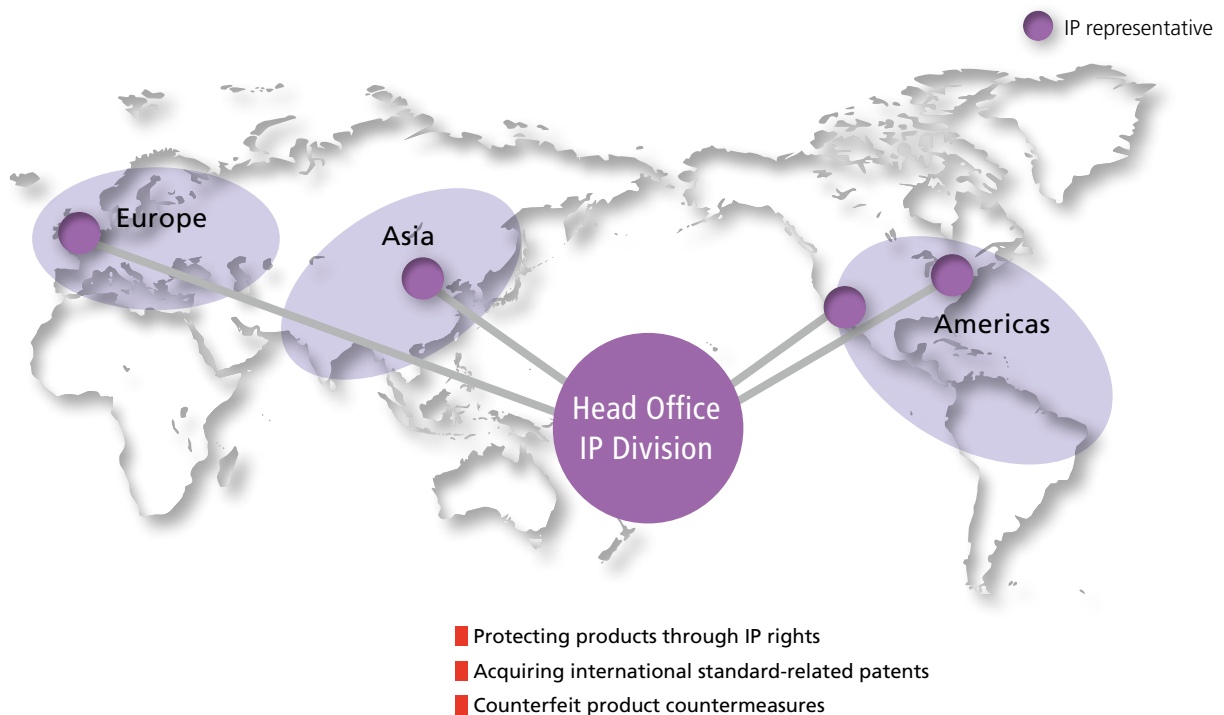 IP representative
Europe
Asia
Americas
Head Office
IP Division
Protecting products through IP rights
Acquiring international standard-related patents
Counterfeit product countermeasures